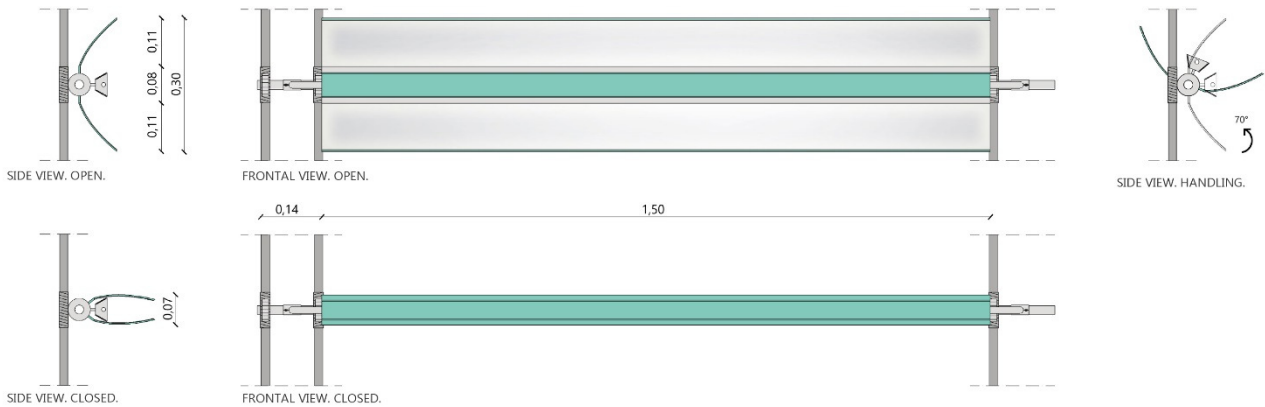 0,11
0,08
0,11
0,30
SIDE VIEW. OPEN.
FRONTAL VIEW. OPEN.
70°
SIDE VIEW. HANDLING.
0,14
1,50
0,07
SIDE VIEW. CLOSED.
FRONTAL VIEW. CLOSED.